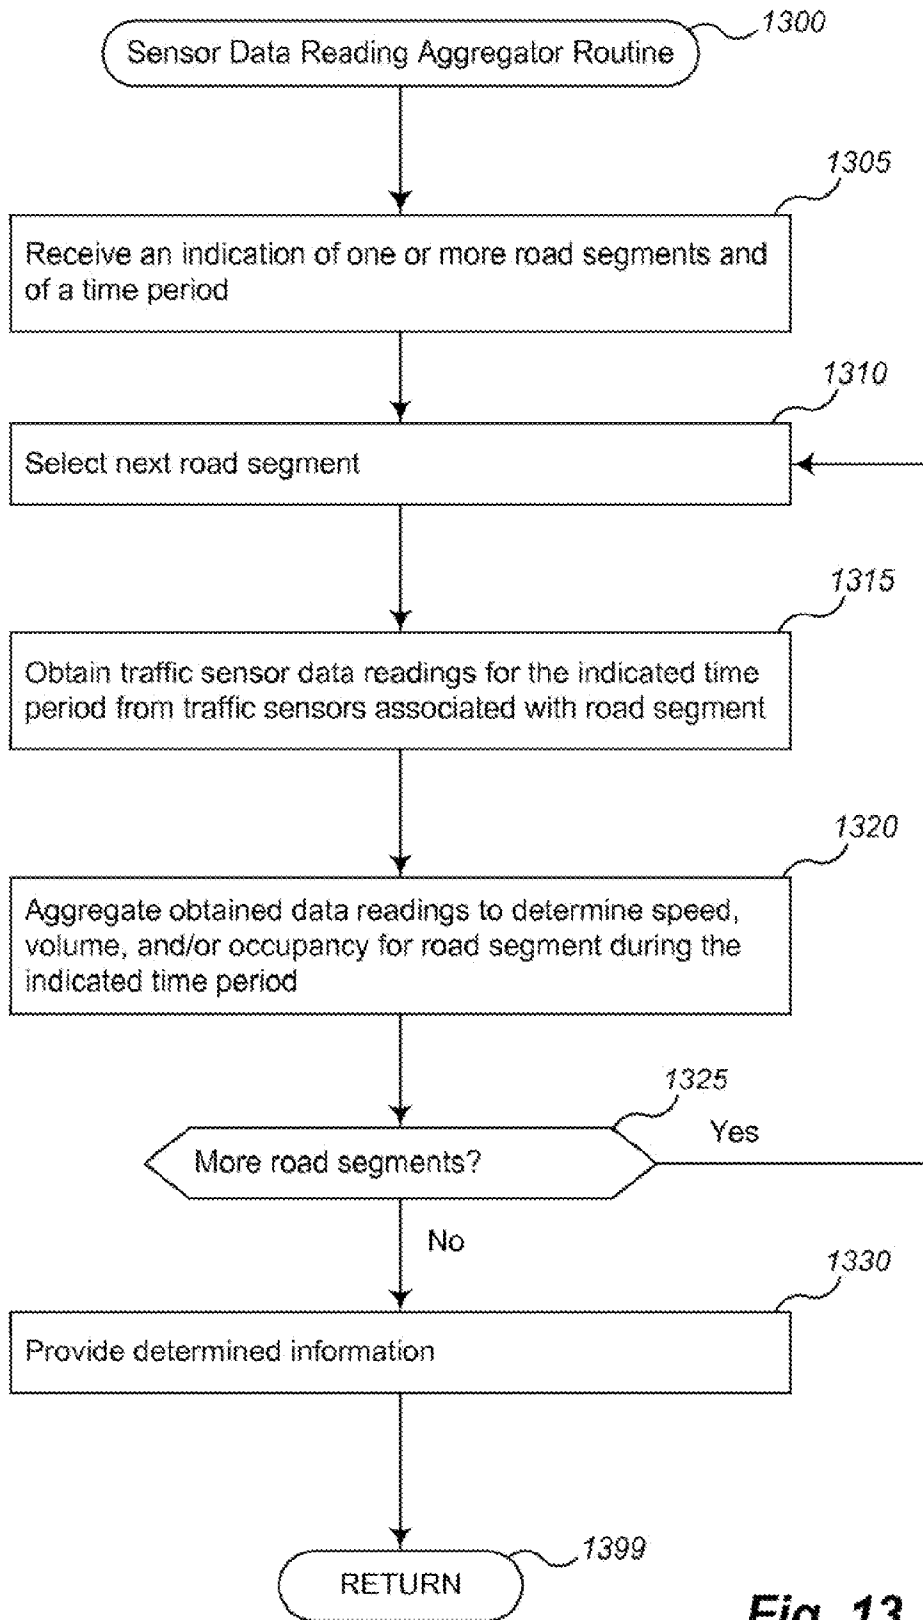 1300
Sensor Data Reading Aggregator Routine
1305
Receive an indication of one or more road segments and
of a time period
1310
Select next road segment
1315
Obtain traffic sensor data readings for the indicated time
period from traffic sensors associated with road segment
1320
Aggregate obtained data readings to determine speed,
volume, and/or occupancy for road segment during the
indicated time period
1325
More road segments?
Yes
No
1330
Provide determined information
1399
RETURN
Fig. 13